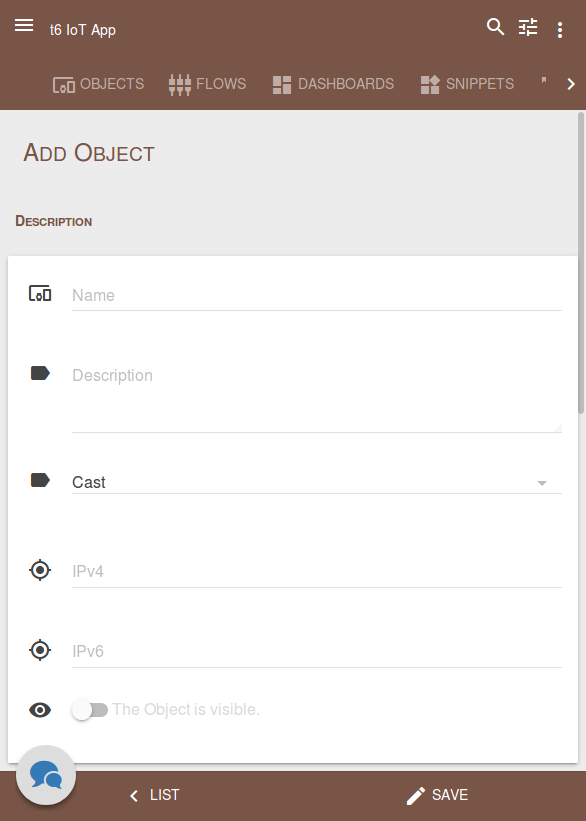 t6 IoT App
OBJECTS FLOWS DASHBOARDS SNIPPETS
Add Object
Description
Name
Description
Cast
IPv4
IPv6
The Object is visible.
LIST SAVE